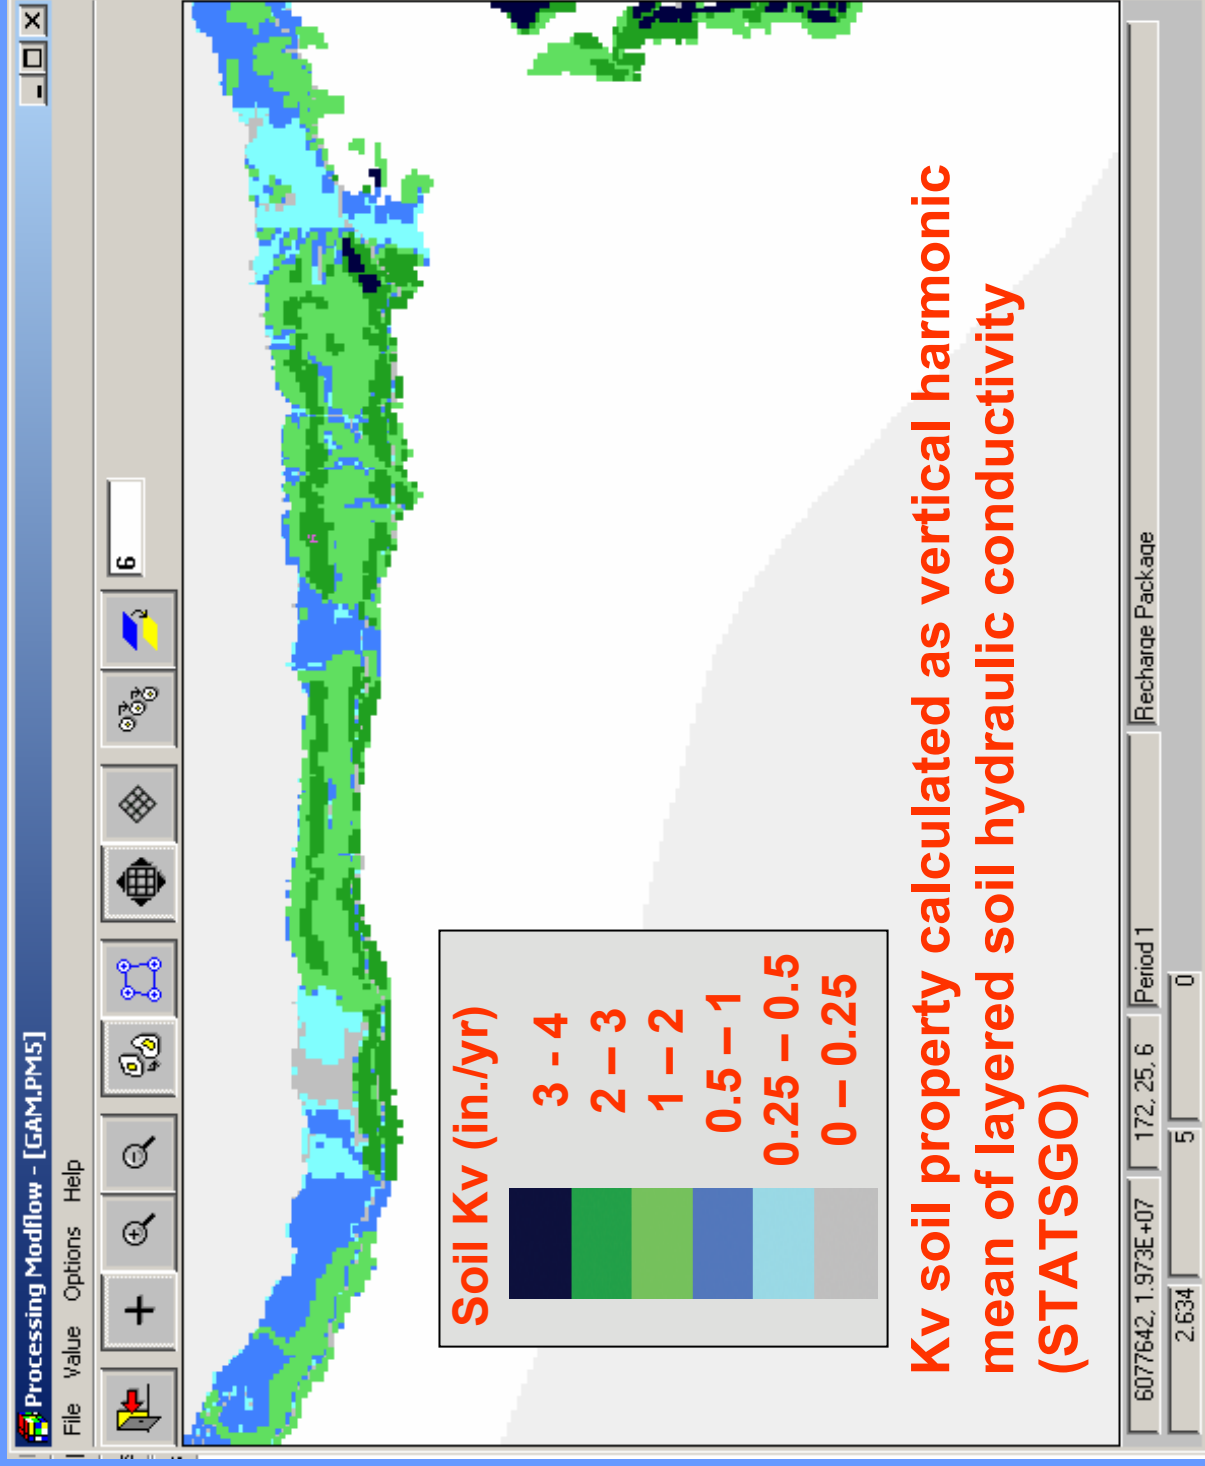 Processing Modflow - [GAM.PM5]
File Value Options Help
6
Soil Kv (in./yr)
3 - 4
2 – 3
1 – 2
0.5 – 1
0.25 – 0.5
0 – 0.25
Kv soil property calculated as vertical harmonic
mean of layered soil hydraulic conductivity
(STATSGO)
6077642, 1.973E+07
172, 25, 6
Period 1
Recharge Package
2.634
5
0